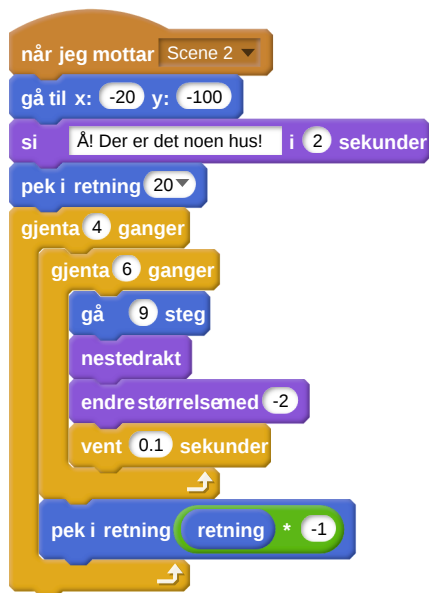 når jeg mottar Scene 2
gå til x: -20 y: -100
si Å! Der er det noen hus! i 2 sekunder
pek i retning 20
gjenta 4 ganger
gjenta 6 ganger
gå 9 steg
nestedrakt
endre størrelsemed -2
vent 0.1 sekunder
pek i retning retning * -1